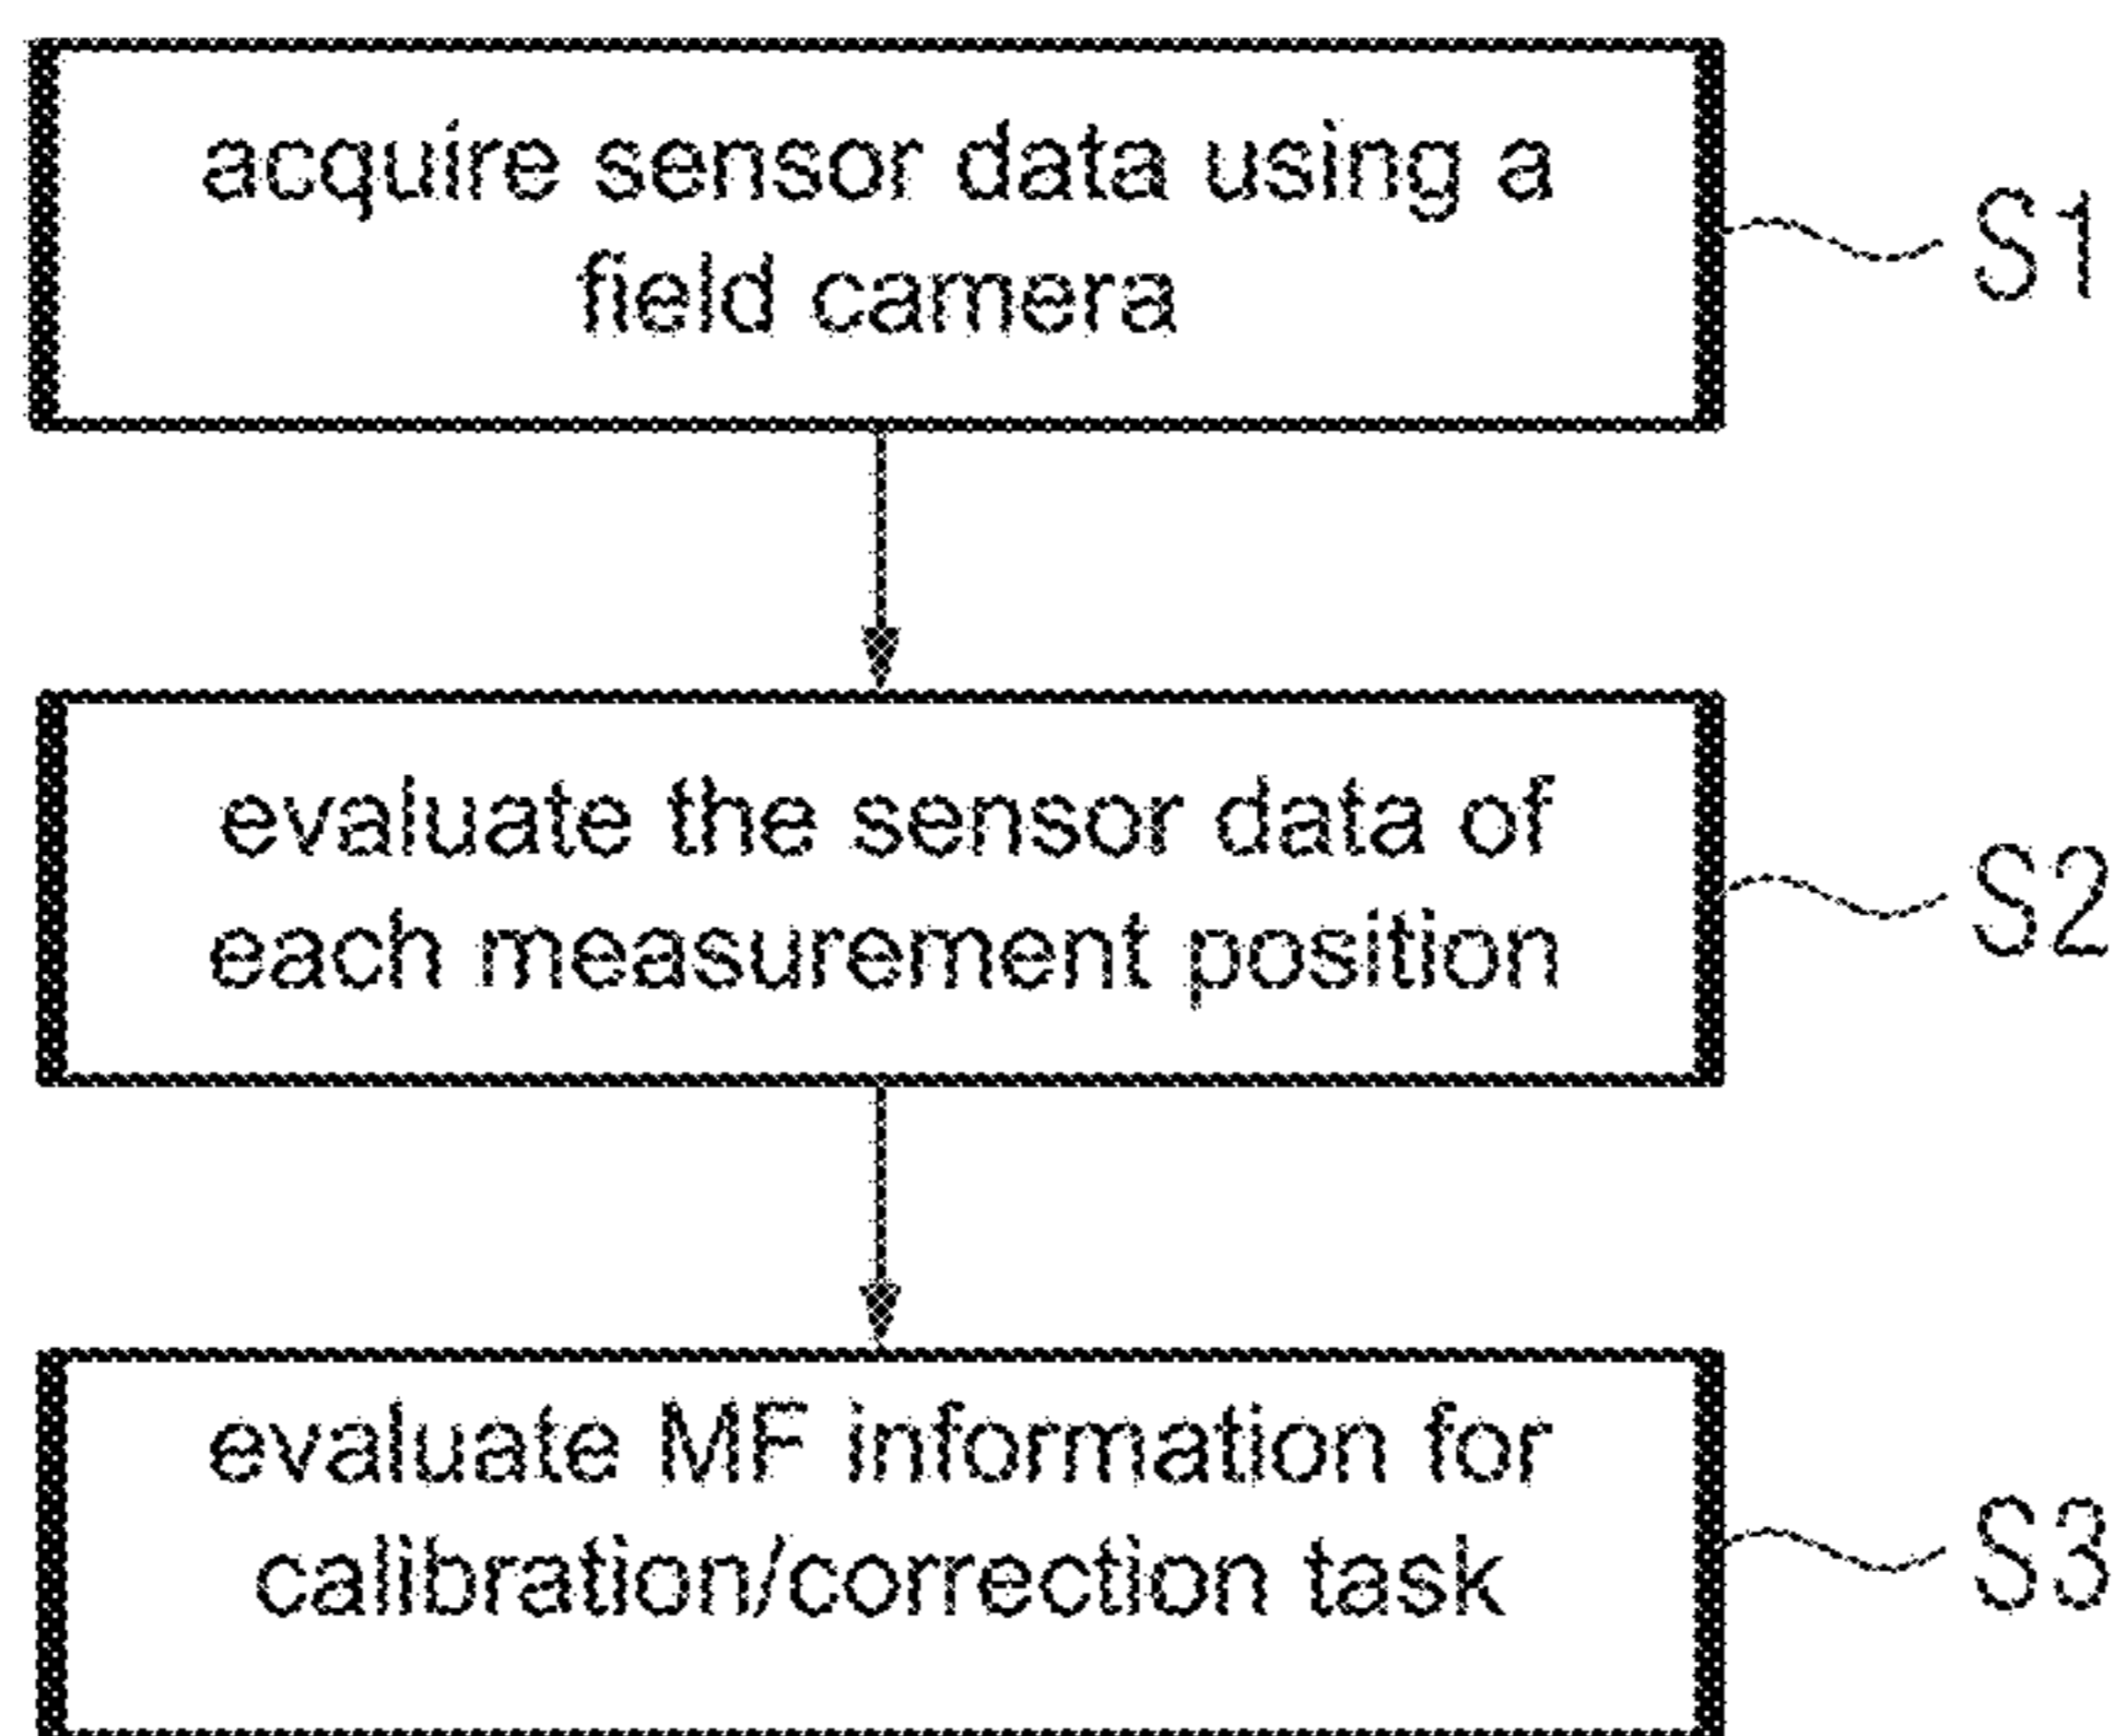 acquire sensor data using a
field camera
S1
evaluate the sensor data of
each measurement position
S2
evaluate MF information for
calibration/correction task
S3